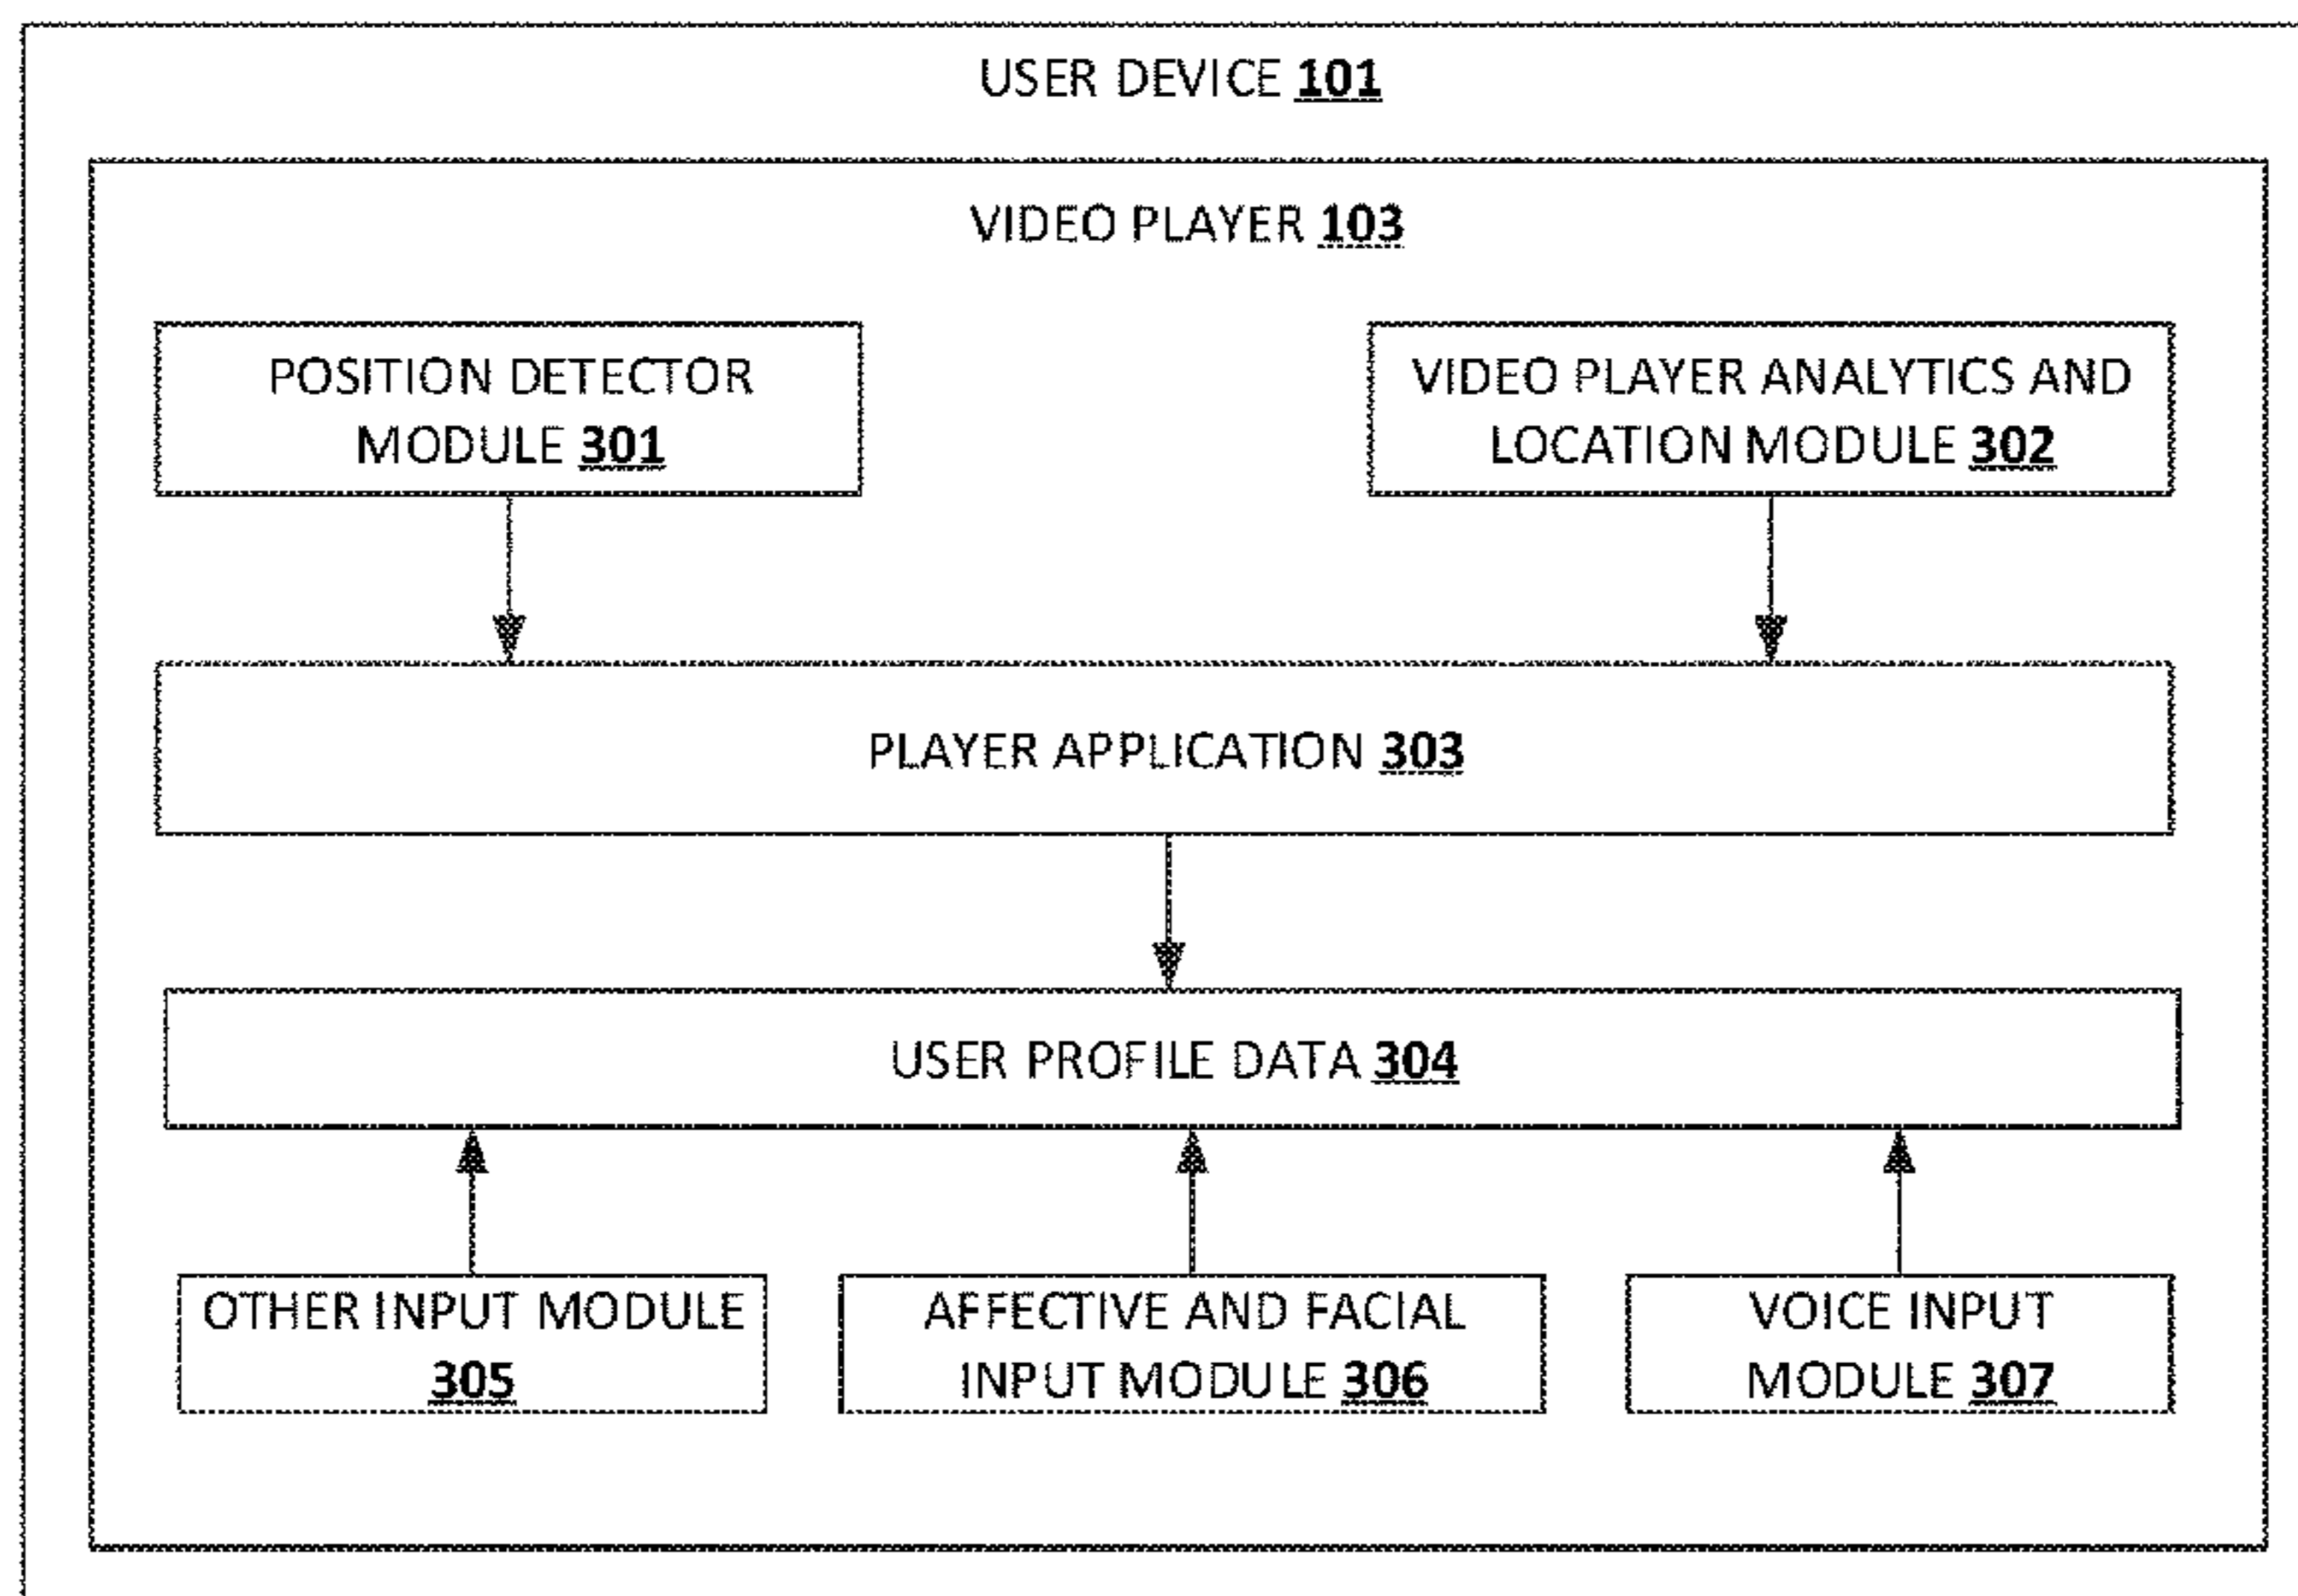 USER DEVICE 101
VIDEO PLAYER 103
POSITION DETECTOR
MODULE 301
VIDEO PLAYER ANALYTICS AND
LOCATION MODULE 302
PLAYER APPLICATION 303
USER PROFILE DATA 304
OTHER INPUT MODULE
305
AFFECTIVE AND FACIAL
INPUT MODULE 306
VOICE INPUT
MODULE 307